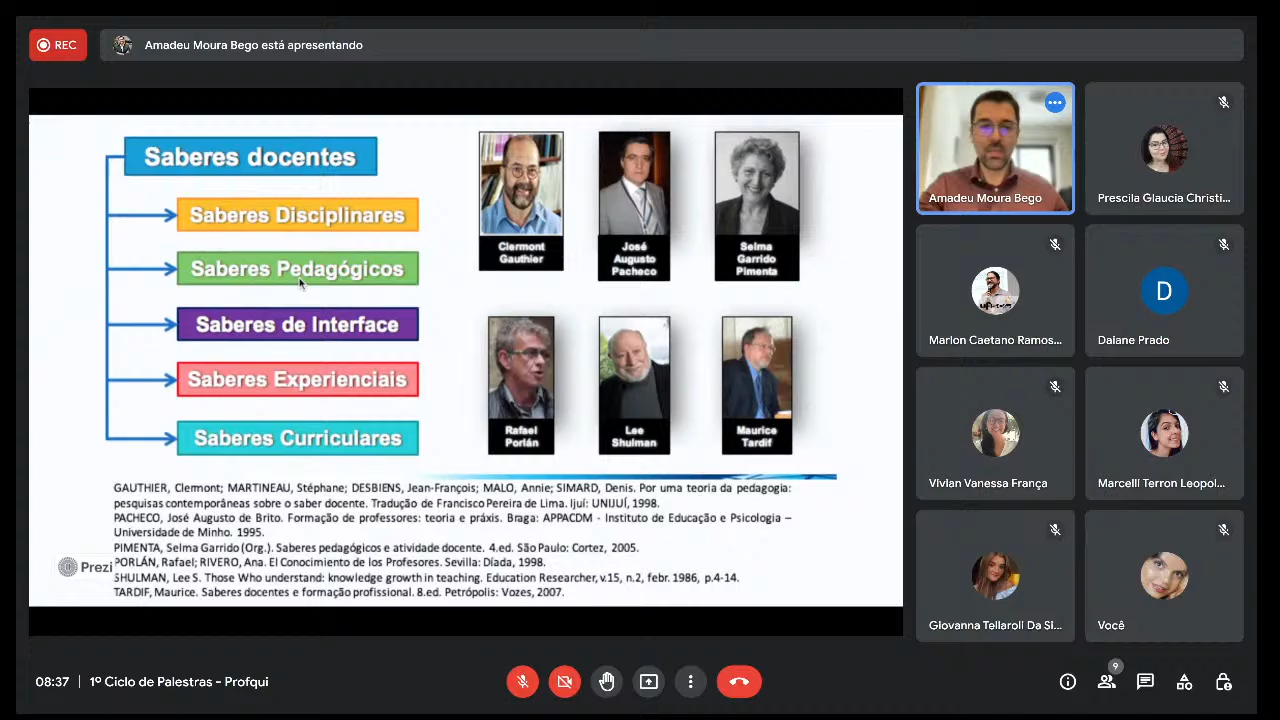 REC
Amadeu Moura Bego está apresentando
Saberes docentes
Saberes Disciplinares
Saberes Pedagógicos
Saberes de Interface
Saberes Experienciais
Saberes Curriculares
Clermont
Gauthier
José
Augusto
Pacheco
Selma
Garrido
Pimenta
Rafael
Porlán
Lee
Shulman
Maurice
Tardif
GAUTHIER, Clermont; MARTINEAU, Stéphane; DESBIENS, Jean-François; MALO, Annie; SIMARD, Denis. Por uma teoria da pedagogia:
pesquisas contemporâneas sobre o saber docente. Tradução de Francisco Pereira de Lima. Ijuí: UNIJUÍ, 1998.
PACHECO, José Augusto de Brito. Formação de professores: teoria e práxis. Braga: APPACDM - Instituto de Educação e Psicologia –
Universidade de Minho. 1995.
PIMENTA, Selma Garrido (Org.). Saberes pedagógicos e atividade docente. 4.ed. São Paulo: Cortez, 2005.
PORLÁN, Rafael; RIVERO, Ana. El Conocimiento de los Profesores. Sevilla: Díada, 1998.
SHULMAN, Lee S. Those Who understand: knowledge growth in teaching. Education Researcher, v.15, n.2, febr. 1986, p.4-14.
TARDIF, Maurice. Saberes docentes e formação profissional. 8.ed. Petrópolis: Vozes, 2007.
Prezi
Amadeu Moura Bego
Prescila Glaucia Christi...
Marlon Caetano Ramos...
D
Daiane Prado
Vivian Vanessa França
Marcelli Terron Leopol...
Giovanna Tellaroli Da Si...
Você
08:37 | 1º Ciclo de Palestras - Profqui
9